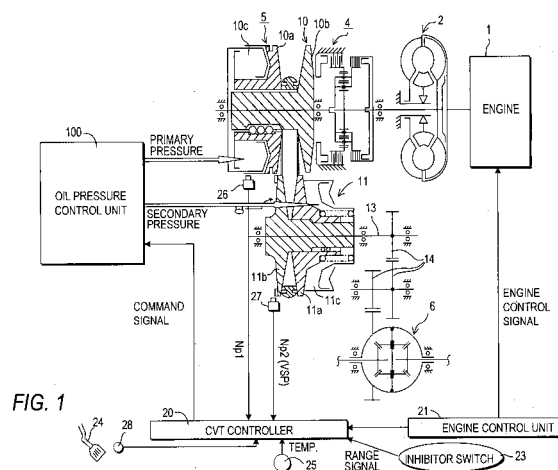 10c
5
10a
10
10b
4
2
1
ENGINE
100
PRIMARY
PRESSURE
OIL PRESSURE
CONTROL UNIT
26
SECONDARY
PRESSURE
11
13
14
11b
11c
11a
27
6
COMMAND
SIGNAL
Np1
Np2 (VSP)
ENGINE
CONTROL
SIGNAL
FIG. 1
24
28
20
CVT CONTROLLER
21
ENGINE CONTROL UNIT
TEMP.
25
RANGE
SIGNAL
INHIBITOR SWITCH
23